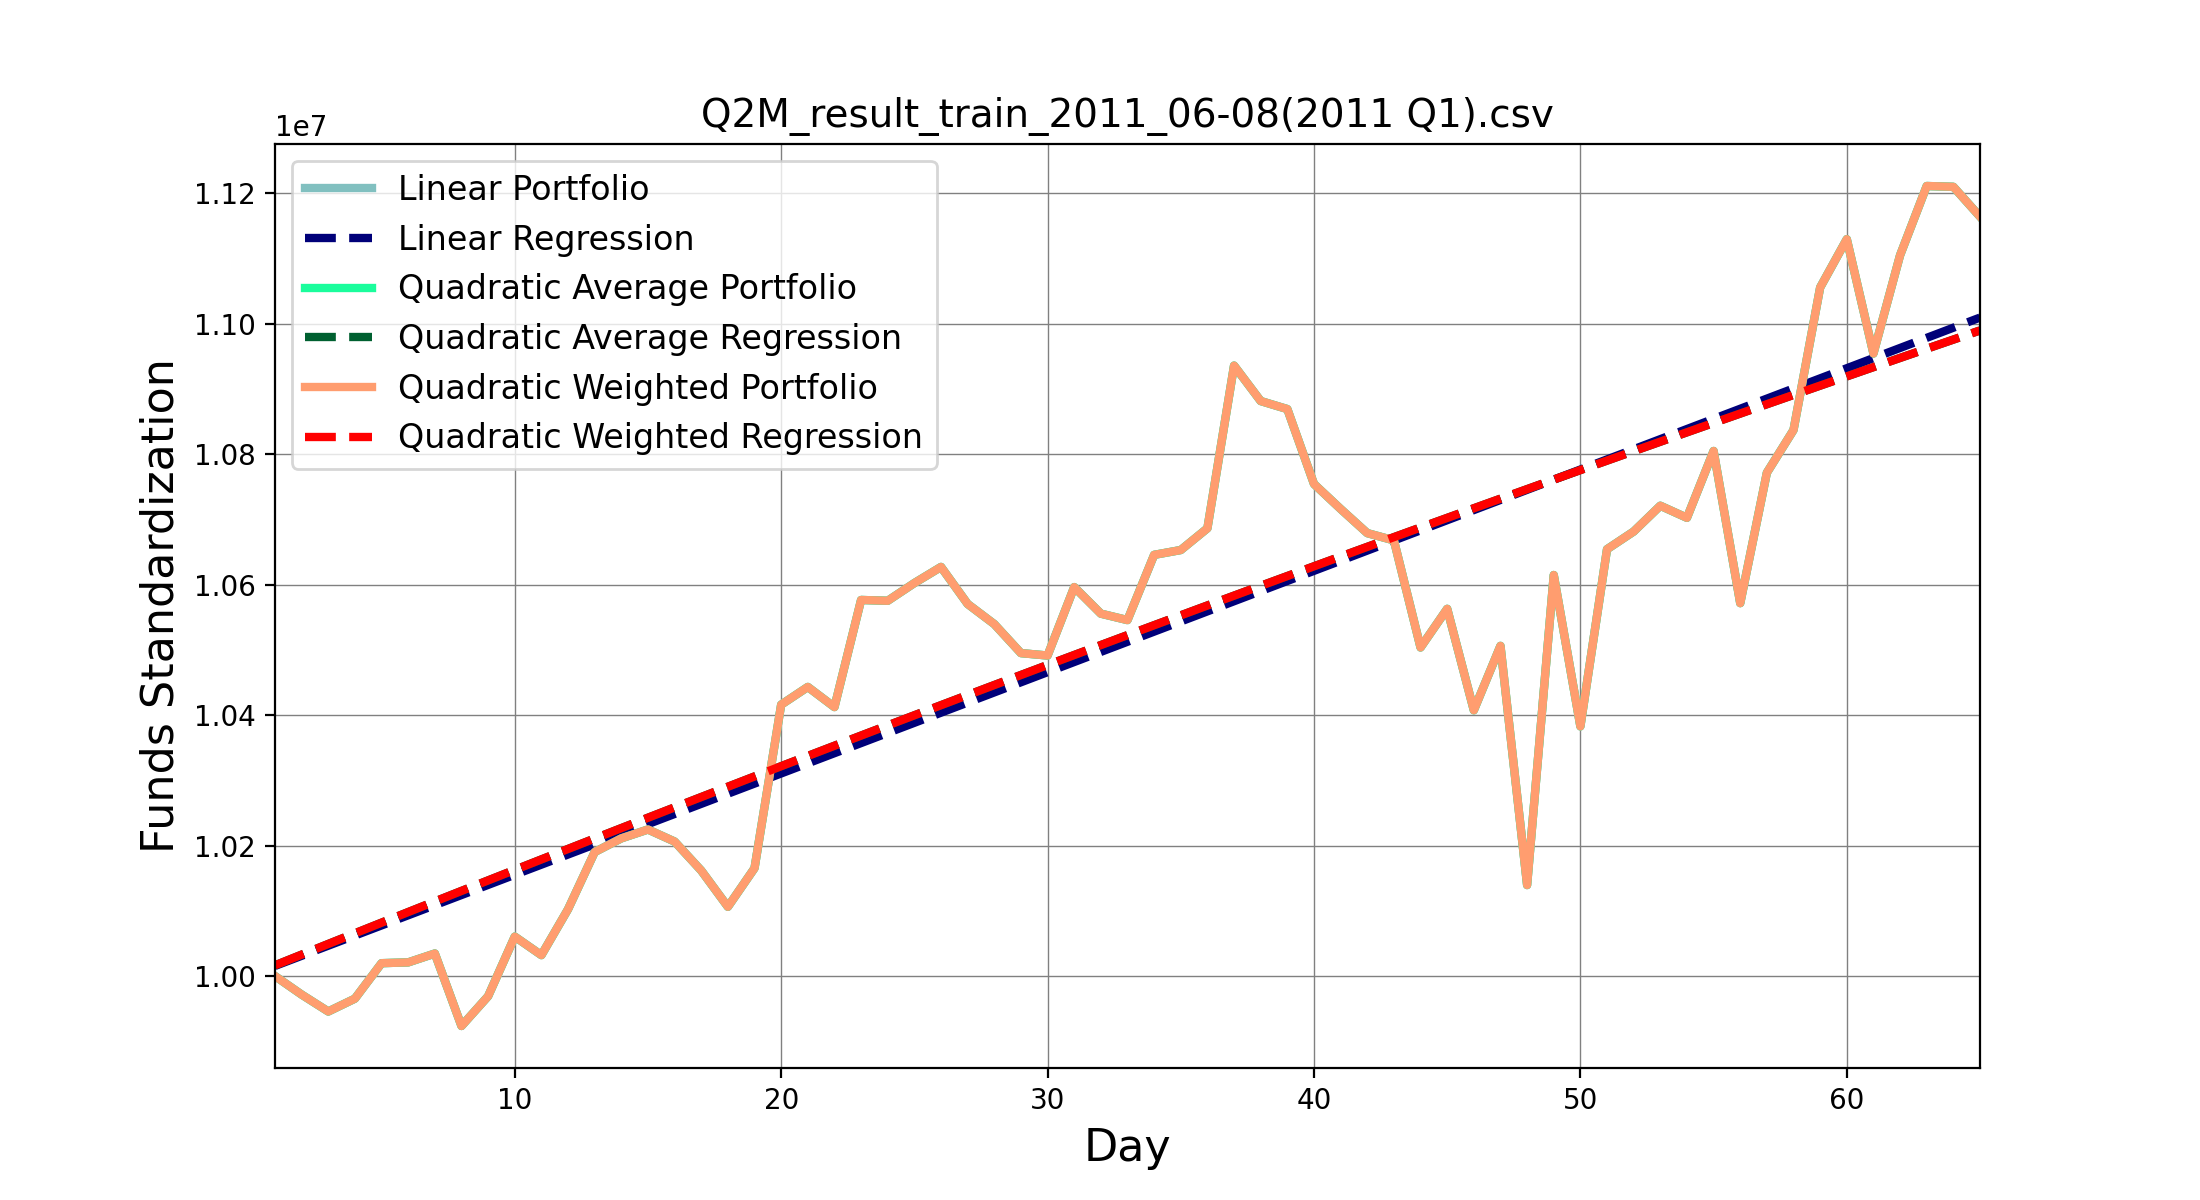 Q2M_result_train_2011_06-08(2011 Q1).csv
1e7
Linear Portfolio
Linear Regression
Quadratic Average Portfolio
Quadratic Average Regression
Quadratic Weighted Portfolio
Quadratic Weighted Regression
1.12
1.10
1.08
1.06
1.04
1.02
1.00
Funds Standardization
10 20 30 40 50 60
Day